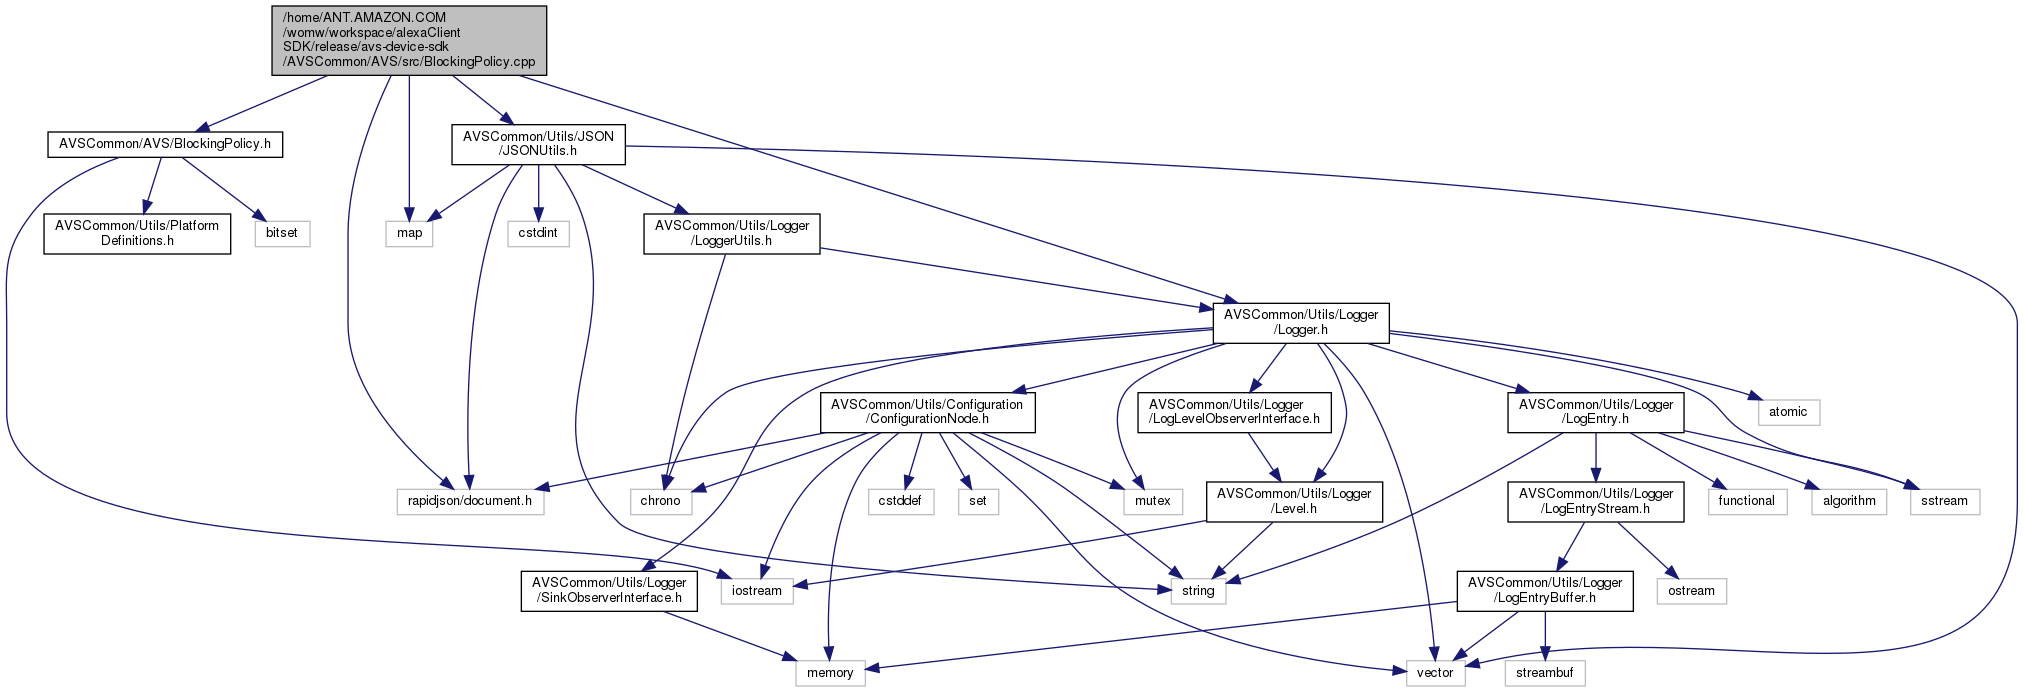 /home/ANT.AMAZON.COM
/womw/workspace/alexaClient
SDK/release/avs-device-sdk
/AVSCommon/AVS/src/BlockingPolicy.cpp
AVSCommon/AVS/BlockingPolicy.h
AVSCommon/Utils/JSON
/JSONUtils.h
AVSCommon/Utils/Platform
Definitions.h
bitset
map
cstdint
AVSCommon/Utils/Logger
/LoggerUtils.h
AVSCommon/Utils/Logger
/Logger.h
AVSCommon/Utils/Configuration
/ConfigurationNode.h
AVSCommon/Utils/Logger
/LogLevelObserverInterface.h
AVSCommon/Utils/Logger
/LogEntry.h
atomic
rapidjson/document.h
chrono
cstddef
set
mutex
AVSCommon/Utils/Logger
/Level.h
AVSCommon/Utils/Logger
/LogEntryStream.h
functional
algorithm
sstream
AVSCommon/Utils/Logger
/SinkObserverInterface.h
iostream
string
AVSCommon/Utils/Logger
/LogEntryBuffer.h
ostream
memory
vector
streambuf